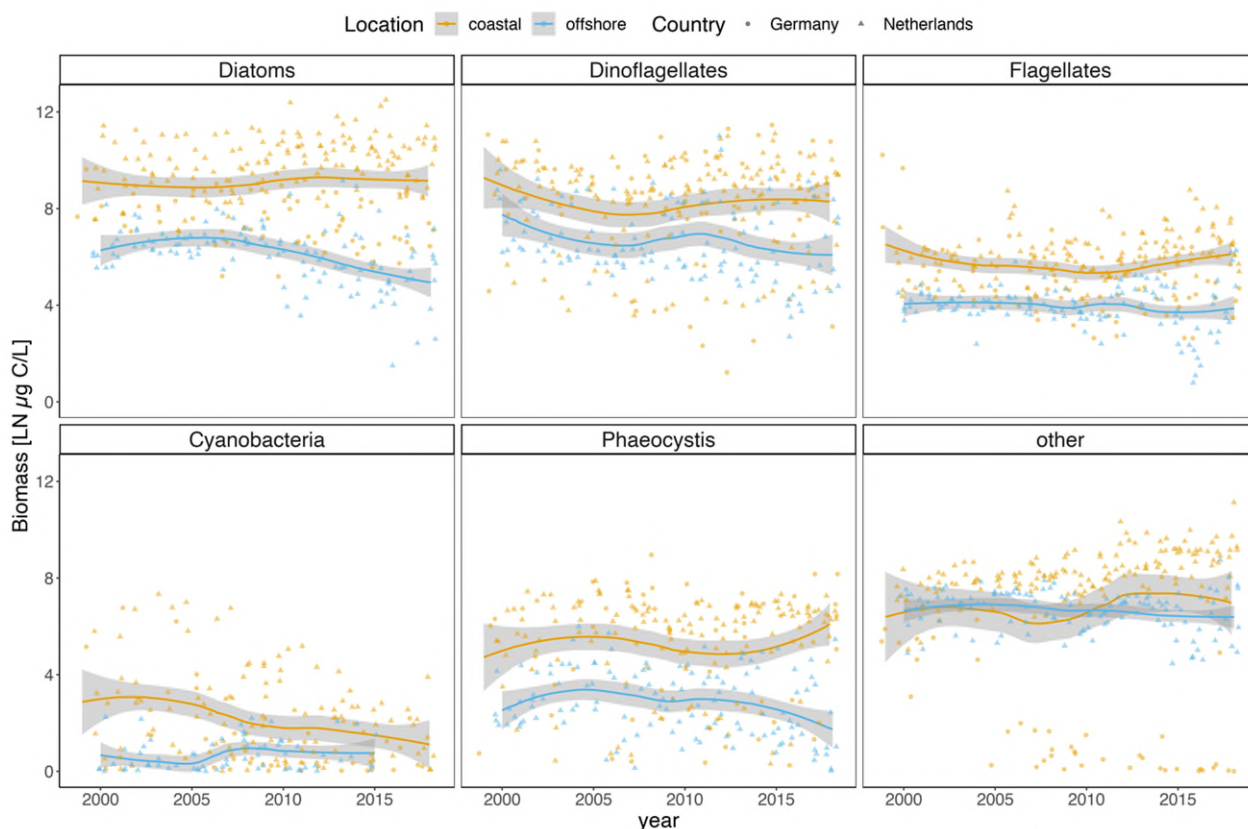 Location coastal offshore Country Germany Netherlands
Diatoms Dinoflagellates Flagellates
12
8
4
0
Cyanobacteria Phaeocystis other
12
8
4
0
Biomass [LN µg C/L]
2000 2005 2010 2015 2000 2005 2010 2015 2000 2005 2010 2015
year